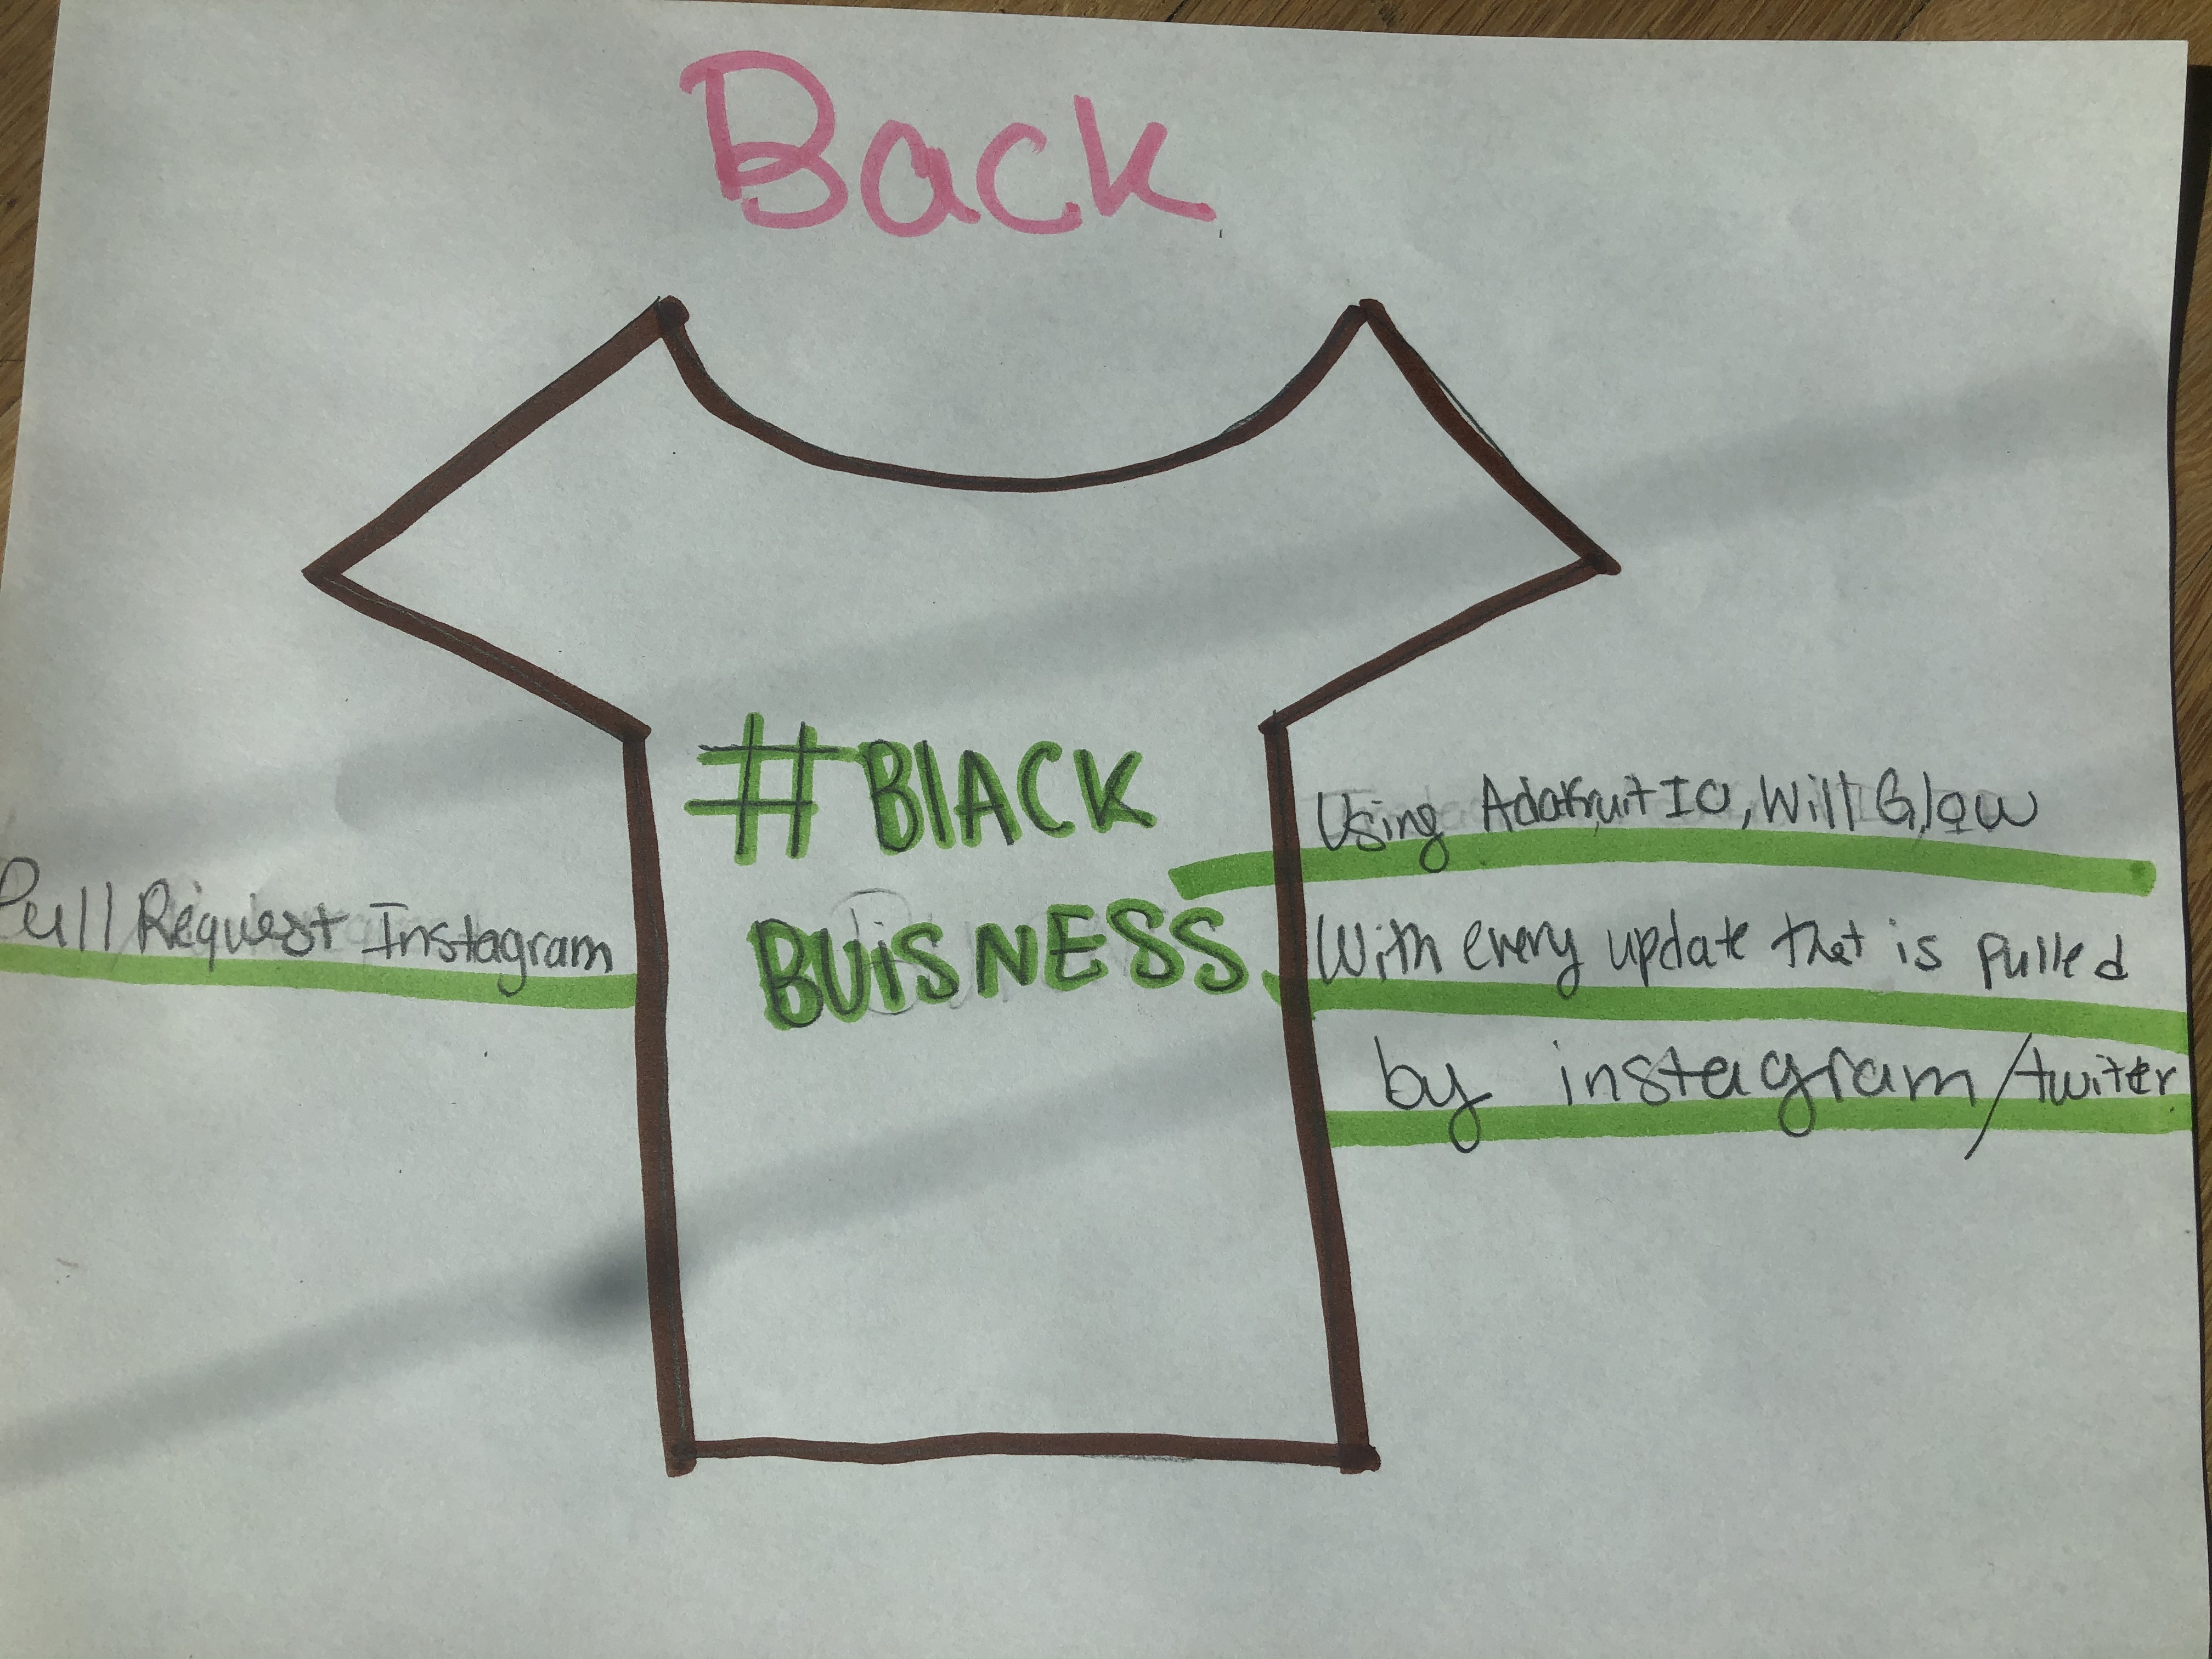 Back
#BlACK
BUiSNESS
Pull Request Instagram
Using Adafruit IO, Will Glow
With every update that is pulled
by instagram/twitter